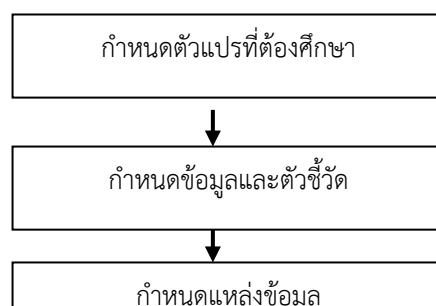 กำหนดตัวแปรที่ต้องศึกษา
กำหนดข้อมูลและตัวชี้วัด
กำหนดแหล่งข้อมูล